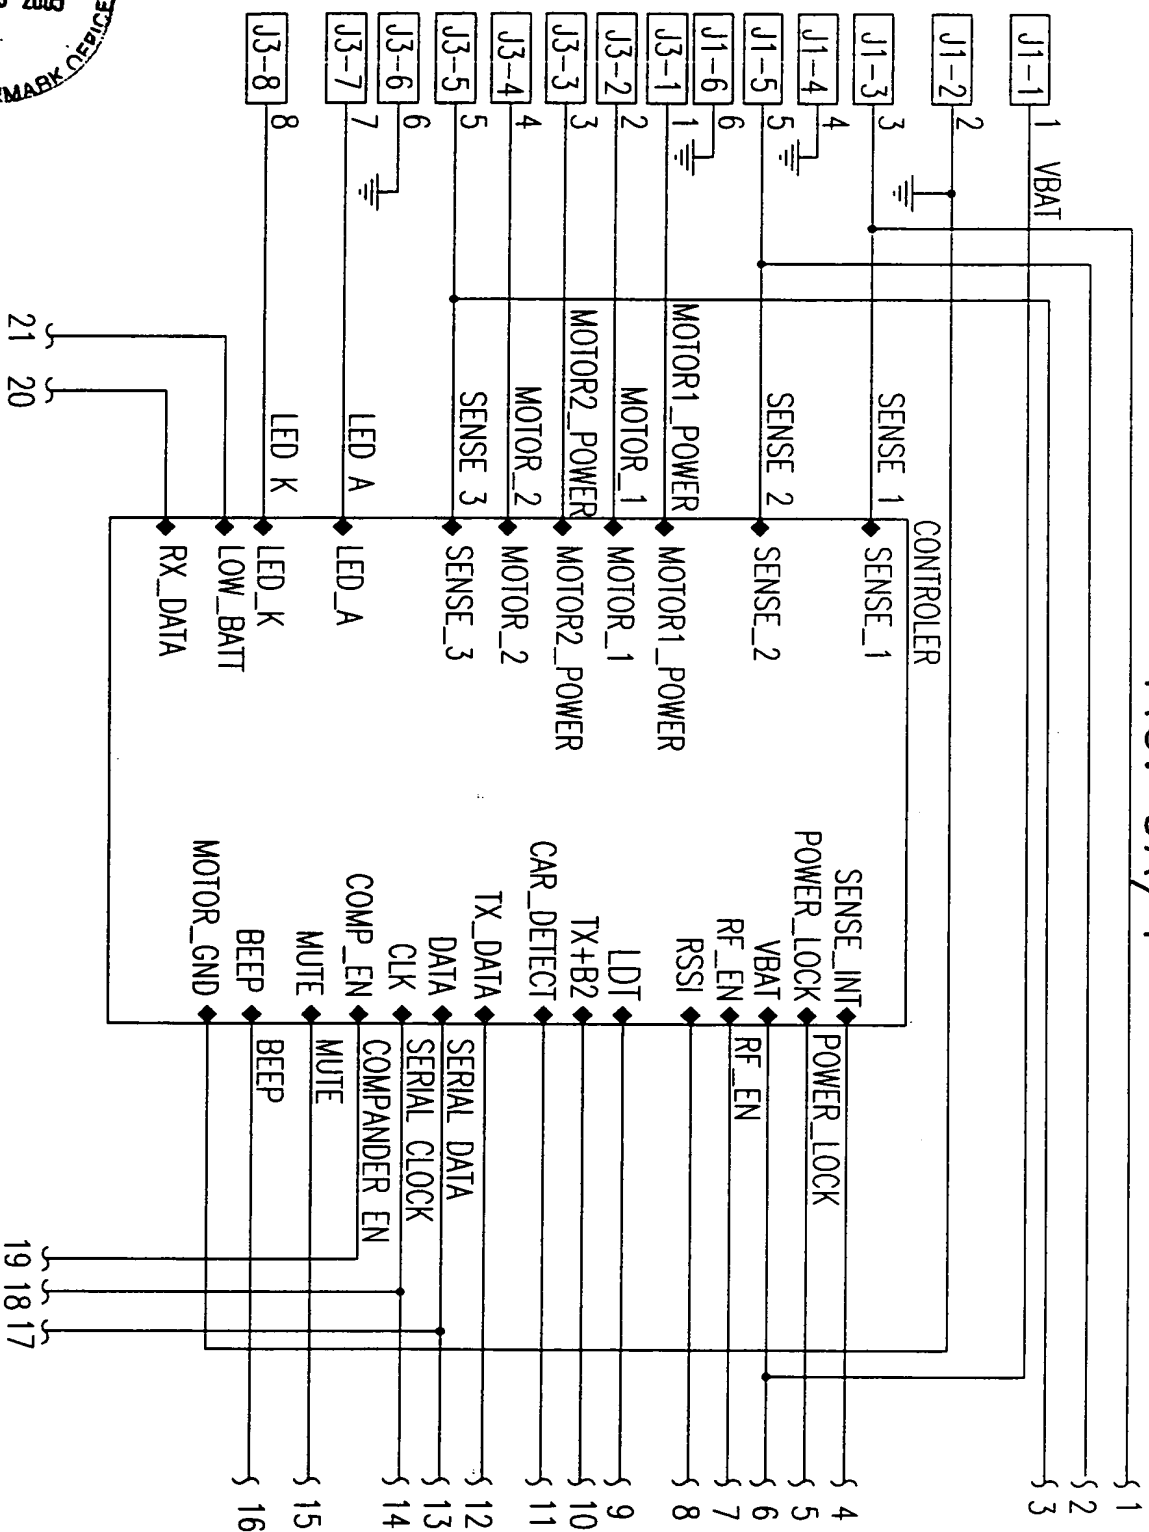 J1-1
1
VBAT
J1-2
2
J1-3
3
SENSE 1
J1-4
4
J1-5
5
SENSE 2
J1-6
6
J3-1
1
MOTOR1_POWER
J3-2
2
MOTOR_1
J3-3
3
MOTOR2_POWER
J3-4
4
MOTOR_2
J3-5
5
SENSE 3
J3-6
6
J3-7
7
LED A
J3-8
8
LED K
21
20
CONTROLER
SENSE_1
SENSE_2
MOTOR1_POWER
MOTOR_1
MOTOR2_POWER
MOTOR_2
SENSE_3
LED_A
LED_K
LOW_BATT
RX_DATA
SENSE_INT
POWER_LOCK
VBAT
RF_EN
RSSI
LDT
TX+B2
CAR_DETECT
TX_DATA
DATA
CLK
COMP_EN
MUTE
BEEP
MOTOR_GND
POWER_LOCK
RF_EN
SERIAL DATA
SERIAL CLOCK
COMPANDER EN
MUTE
BEEP
1
2
3
4
5
6
7
8
9
10
11
12
13
14
15
16
17
18
19
MARK OFFICE